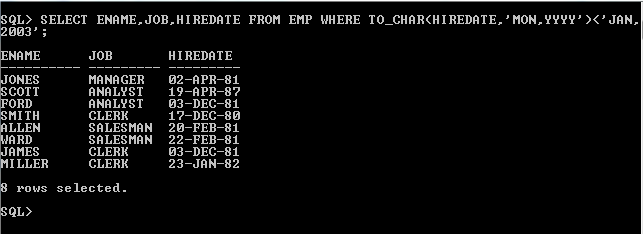 SQL> SELECT ENAME,JOB,HIREDATE FROM EMP WHERE TO_CHAR(HIREDATE,'MON,YYYY')<'JAN,
2003';
ENAME      JOB       HIREDATE
---------- --------- ---------
JONES      MANAGER   02-APR-81
SCOTT      ANALYST   19-APR-87
FORD       ANALYST   03-DEC-81
SMITH      CLERK     17-DEC-80
ALLEN      SALESMAN  20-FEB-81
WARD       SALESMAN  22-FEB-81
JAMES      CLERK     03-DEC-81
MILLER     CLERK     23-JAN-82
8 rows selected.
SQL>